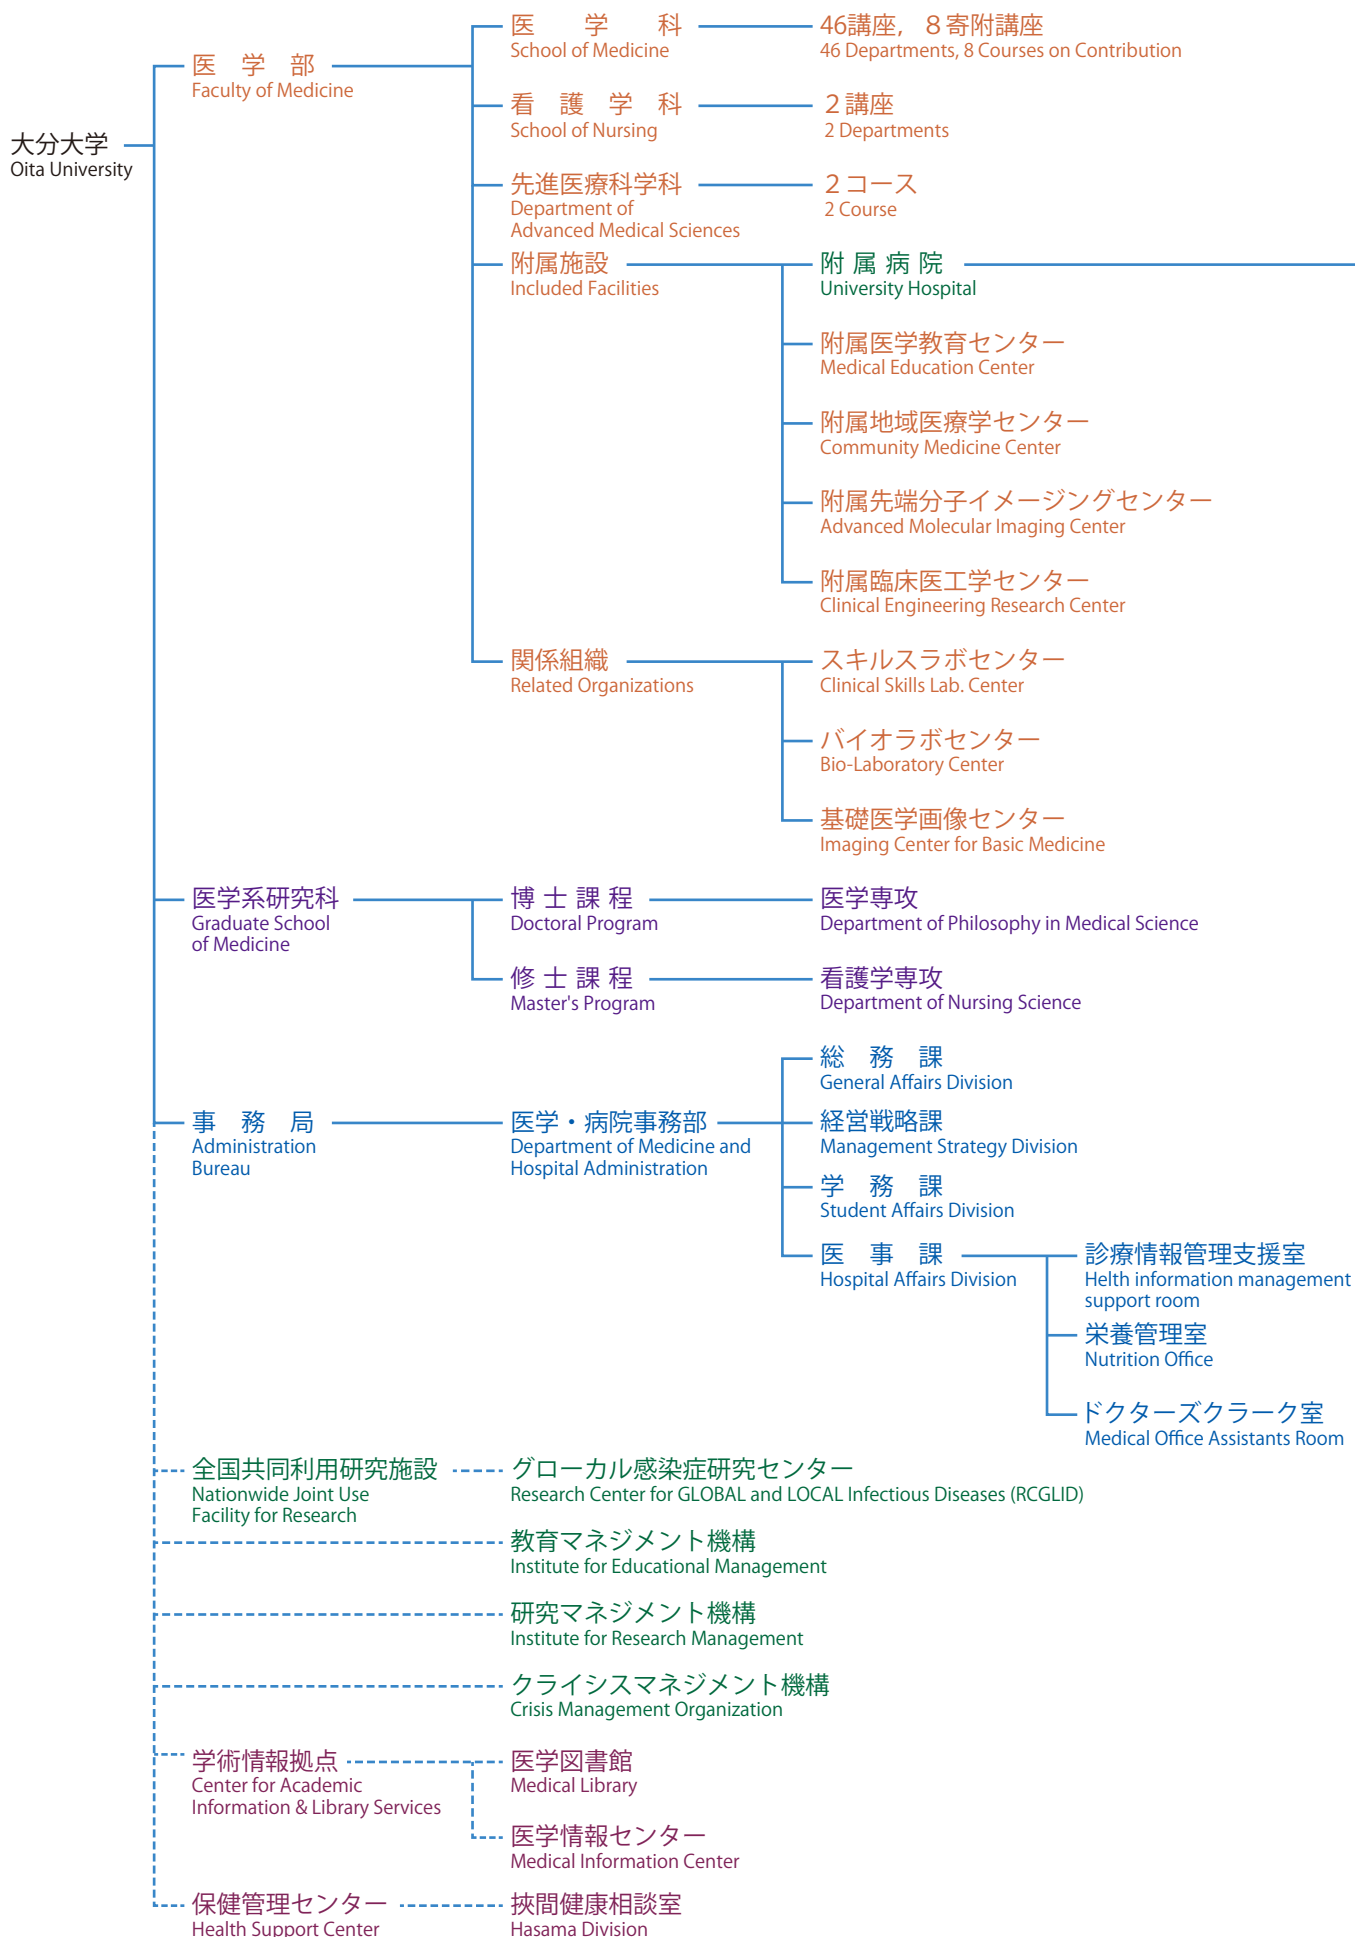 大分大学
Oita University
医学部
Faculty of Medicine
医学科
School of Medicine
46講座，８寄附講座
46 Departments, 8 Courses on Contribution
看護学科
School of Nursing
２講座
2 Departments
先進医療科学科
Department of
Advanced Medical Sciences
２コース
2 Course
附属施設
Included Facilities
附属病院
University Hospital
附属医学教育センター
Medical Education Center
附属地域医療学センター
Community Medicine Center
附属先端分子イメージングセンター
Advanced Molecular Imaging Center
附属臨床医工学センター
Clinical Engineering Research Center
関係組織
Related Organizations
スキルスラボセンター
Clinical Skills Lab. Center
バイオラボセンター
Bio-Laboratory Center
基礎医学画像センター
Imaging Center for Basic Medicine
医学系研究科
Graduate School
of Medicine
博士課程
Doctoral Program
医学専攻
Department of Philosophy in Medical Science
修士課程
Master's Program
看護学専攻
Department of Nursing Science
事務局
Administration
Bureau
医学・病院事務部
Department of Medicine and
Hospital Administration
総務課
General Affairs Division
経営戦略課
Management Strategy Division
学務課
Student Affairs Division
医事課
Hospital Affairs Division
診療情報管理支援室
Helth information management
support room
栄養管理室
Nutrition Office
ドクターズクラーク室
Medical Office Assistants Room
全国共同利用研究施設
Nationwide Joint Use
Facility for Research
グローカル感染症研究センター
Research Center for GLOBAL and LOCAL Infectious Diseases (RCGLID)
教育マネジメント機構
Institute for Educational Management
研究マネジメント機構
Institute for Research Management
クライシスマネジメント機構
Crisis Management Organization
学術情報拠点
Center for Academic
Information & Library Services
医学図書館
Medical Library
医学情報センター
Medical Information Center
保健管理センター
Health Support Center
挾間健康相談室
Hasama Division